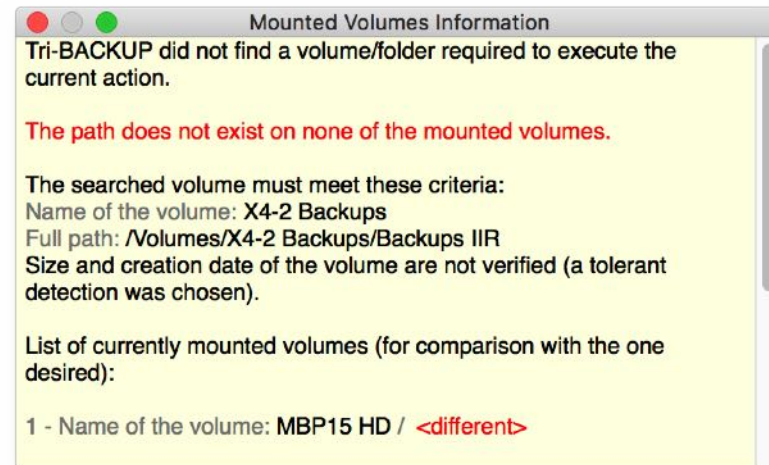 Mounted Volumes Information
Tri-BACKUP did not find a volume/folder required to execute the
current action.
The path does not exist on none of the mounted volumes.
The searched volume must meet these criteria:
Name of the volume: X4-2 Backups
Full path: /Volumes/X4-2 Backups/Backups IIR
Size and creation date of the volume are not verified (a tolerant
detection was chosen).
List of currently mounted volumes (for comparison with the one
desired):
1 - Name of the volume: MBP15 HD / <different>